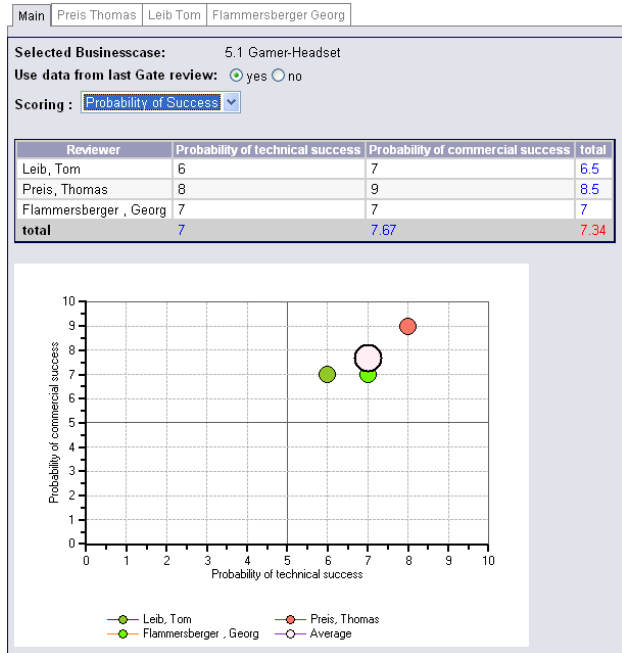 Main Preis Thomas Leib Tom Flammersberger Georg
Selected Businesscase: 5.1 Gamer-Headset
Use data from last Gate review: yes no
Scoring : Probability of Success
Reviewer Probability of technical success Probability of commercial success total
Leib, Tom 6 7 6.5
Preis, Thomas 8 9 8.5
Flammersberger , Georg 7 7 7
total 7 7.67 7.34
Probability of commercial success
10
9
8
7
6
5
4
3
2
1
0
0 1 2 3 4 5 6 7 8 9 10
Probability of technical success
Leib, Tom Preis, Thomas
Flammersberger , Georg Average